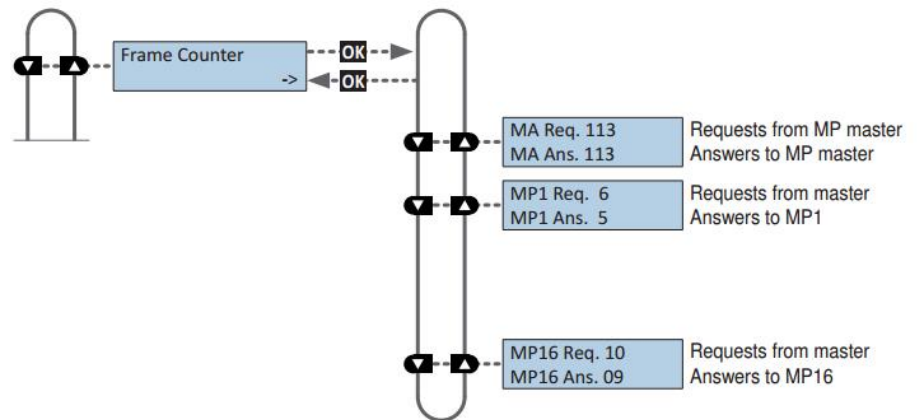 Frame Counter
->
OK
OK
MA Req. 113
MA Ans. 113
Requests from MP master
Answers to MP master
MP1 Req. 6
MP1 Ans. 5
Requests from master
Answers to MP1
MP16 Req. 10
MP16 Ans. 09
Requests from master
Answers to MP16